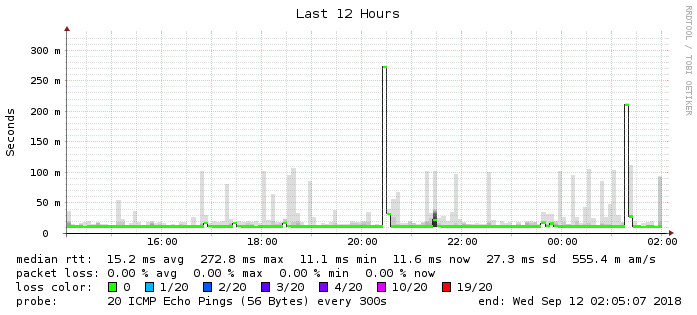 Last 12 Hours
RRDTOOL / TOBI OETIKER
Seconds
300 m
250 m
200 m
150 m
100 m
50 m
0
16:00 18:00 20:00 22:00 00:00 02:00
median rtt: 15.2 ms avg 272.8 ms max 11.1 ms min 11.6 ms now 27.3 ms sd 555.4 m am/s
packet loss: 0.00 % avg 0.00 % max 0.00 % min 0.00 % now
loss color: 0 1/20 2/20 3/20 4/20 10/20 19/20
probe: 20 ICMP Echo Pings (56 Bytes) every 300s end: Wed Sep 12 02:05:07 2018